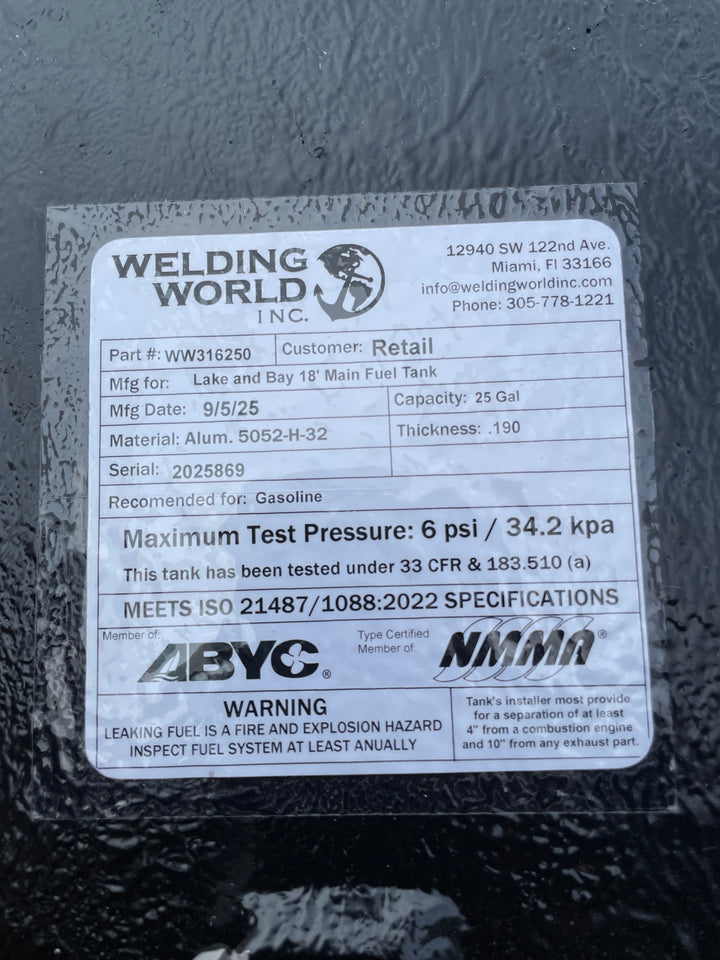 WELDING
WORLD
INC.
12940 SW 122nd Ave.
Miami, Fl 33166
info@weldingworldinc.com
Phone: 305-778-1221
Part #: WW316250
Customer: Retail
Mfg for: Lake and Bay 18' Main Fuel Tank
Mfg Date: 9/5/25
Capacity: 25 Gal
Material: Alum. 5052-H-32
Thickness: .190
Serial: 2025869
Recomended for: Gasoline
Maximum Test Pressure: 6 psi / 34.2 kpa
This tank has been tested under 33 CFR & 183.510 (a)
MEETS ISO 21487/1088:2022 SPECIFICATIONS
Member of:
ABYC®
Type Certified
Member of:
NMMA®
WARNING
LEAKING FUEL IS A FIRE AND EXPLOSION HAZARD
INSPECT FUEL SYSTEM AT LEAST ANUALLY
Tank's installer most provide
for a separation of at least
4" from a combustion engine
and 10" from any exhaust part.